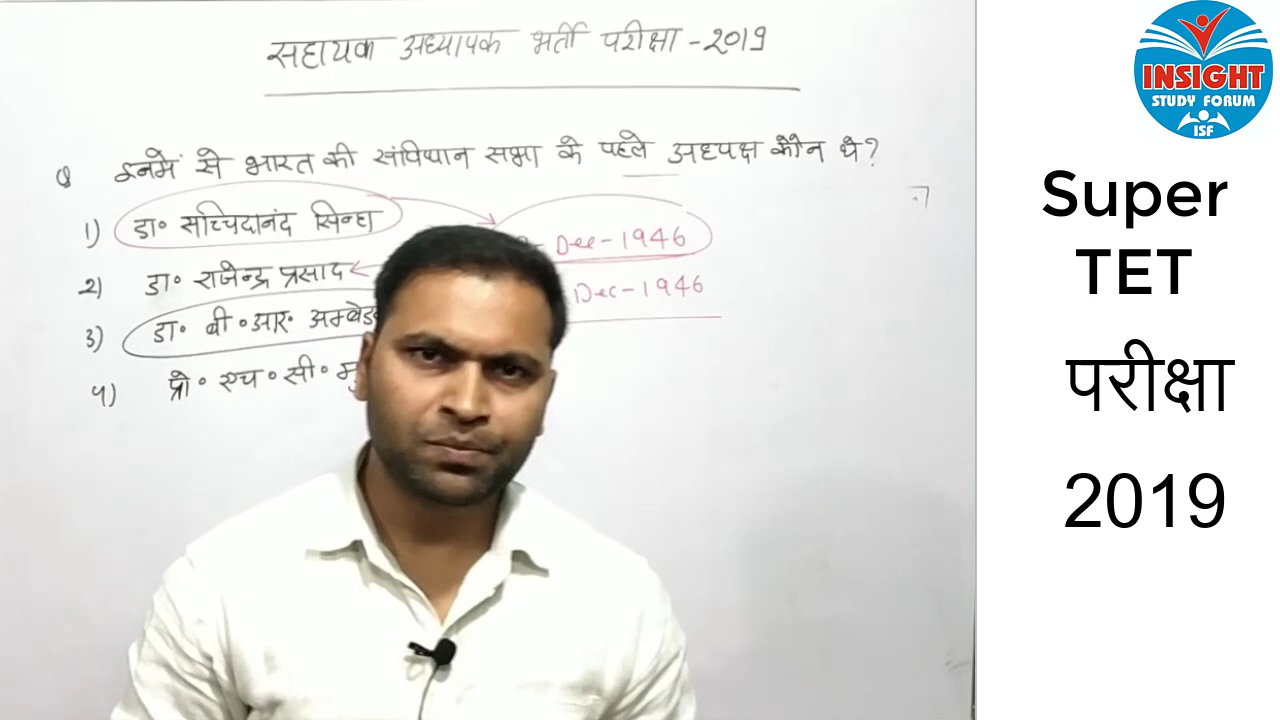 सहायक अध्यापक भर्ती परीक्षा - 2019
Q इनमें से भारत की संविधान सभा के पहले अध्यक्ष कौन थे?
1) डा० सच्चिदानंद सिन्हा
Dec-1946
2) डा० राजेन्द्र प्रसाद
Dec-1946
3) डा० बी०आर० अम्बेड
4) प्रो० एच० सी० मु
INSIGHT
STUDY FORUM
ISF
Super
TET
परीक्षा
2019